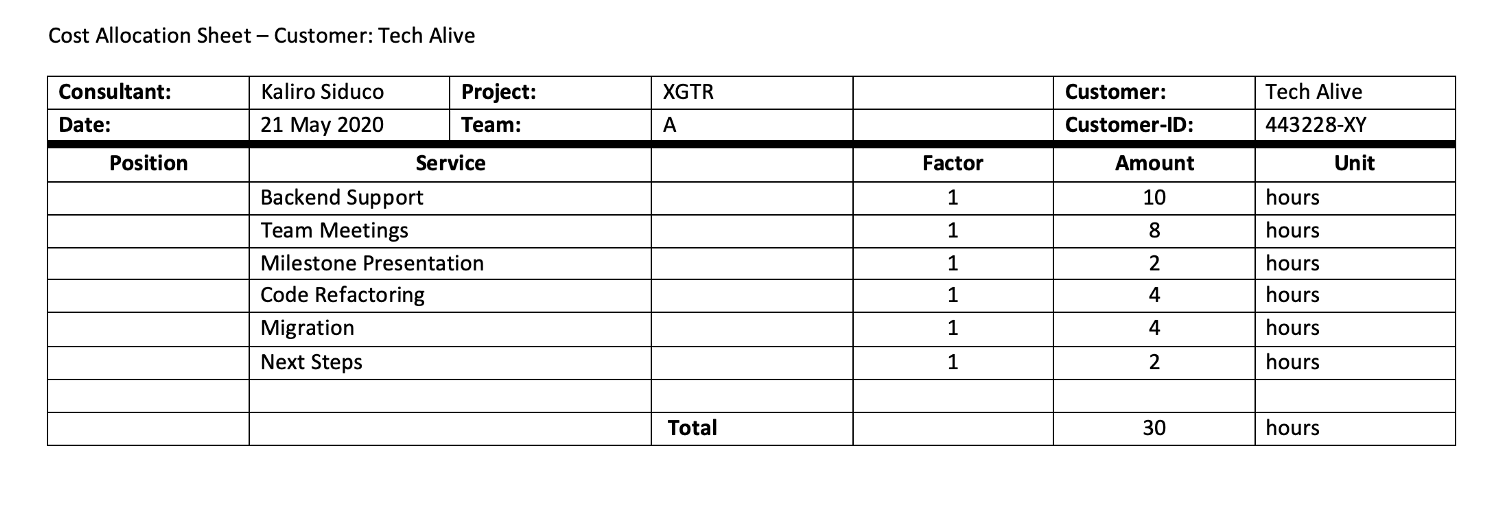 Cost Allocation Sheet – Customer: Tech Alive
Consultant: Kaliro Siduco Project: XGTR Customer: Tech Alive
Date: 21 May 2020 Team: A Customer-ID: 443228-XY
Position Service Factor Amount Unit
Backend Support 1 10 hours
Team Meetings 1 8 hours
Milestone Presentation 1 2 hours
Code Refactoring 1 4 hours
Migration 1 4 hours
Next Steps 1 2 hours
Total 30 hours